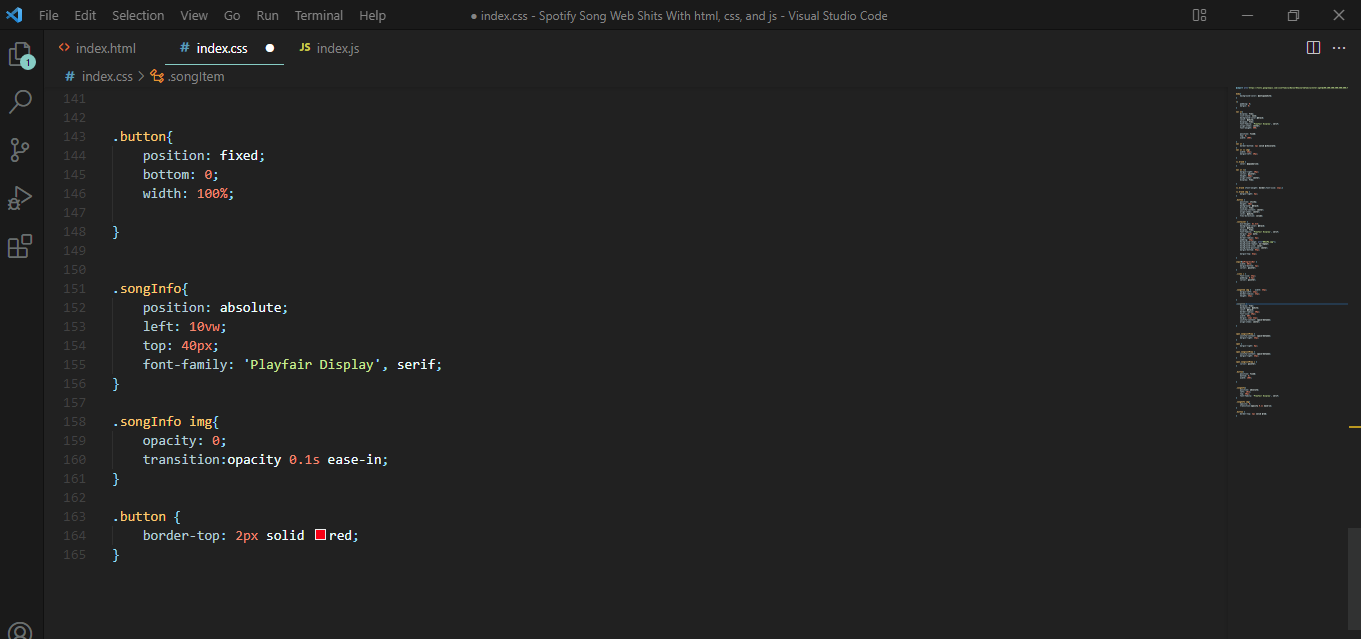 File Edit Selection View Go Run Terminal Help ● index.css - Spotify Song Web Shits With html, css, and js - Visual Studio Code
<> index.html # index.css ● JS index.js ...
1
# index.css > .songItem
141
142
143 .button{
144 position: fixed;
145 bottom: 0;
146 width: 100%;
147
148 }
149
150
151 .songInfo{
152 position: absolute;
153 left: 10vw;
154 top: 40px;
155 font-family: 'Playfair Display', serif;
156 }
157
158 .songInfo img{
159 opacity: 0;
160 transition:opacity 0.1s ease-in;
161 }
162
163 .button {
164 border-top: 2px solid red;
165 }